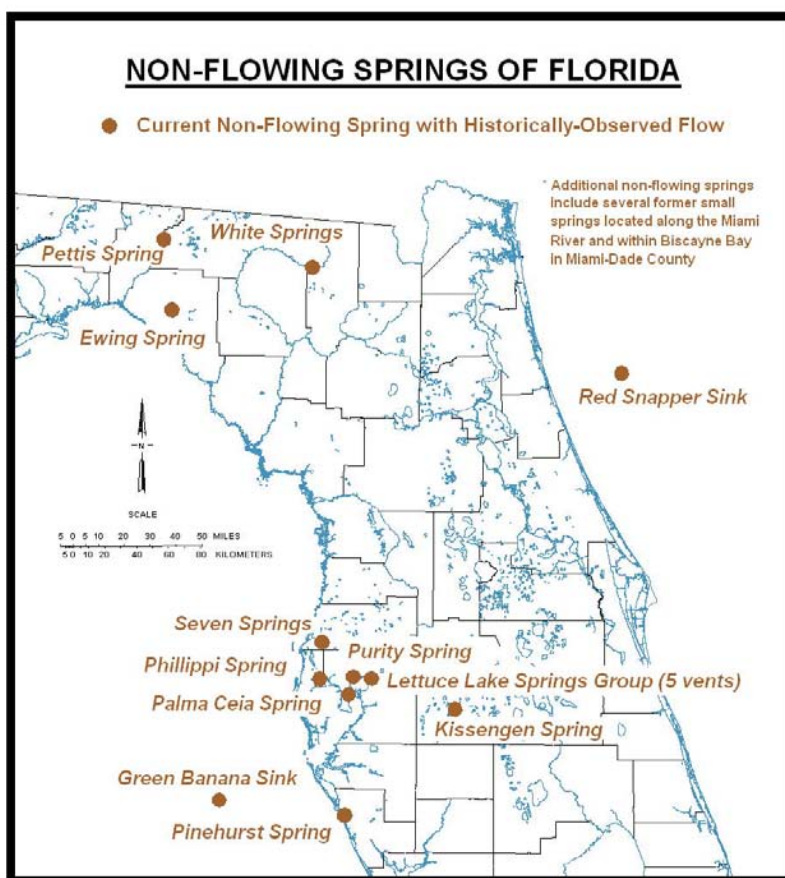 NON-FLOWING SPRINGS OF FLORIDA
Current Non-Flowing Spring with Historically-Observed Flow
* Additional non-flowing springs
include several former small
springs located along the Miami
River and within Biscayne Bay
in Miami-Dade County
White Springs
Pettis Spring
Ewing Spring
Red Snapper Sink
N
SCALE
5 0 5 10 20 30 40 50 MILES
5 0 10 20 40 60 80 KILOMETERS
Seven Springs
Purity Spring
Phillippi Spring
Lettuce Lake Springs Group (5 vents)
Palma Ceia Spring
Kissengen Spring
Green Banana Sink
Pinehurst Spring